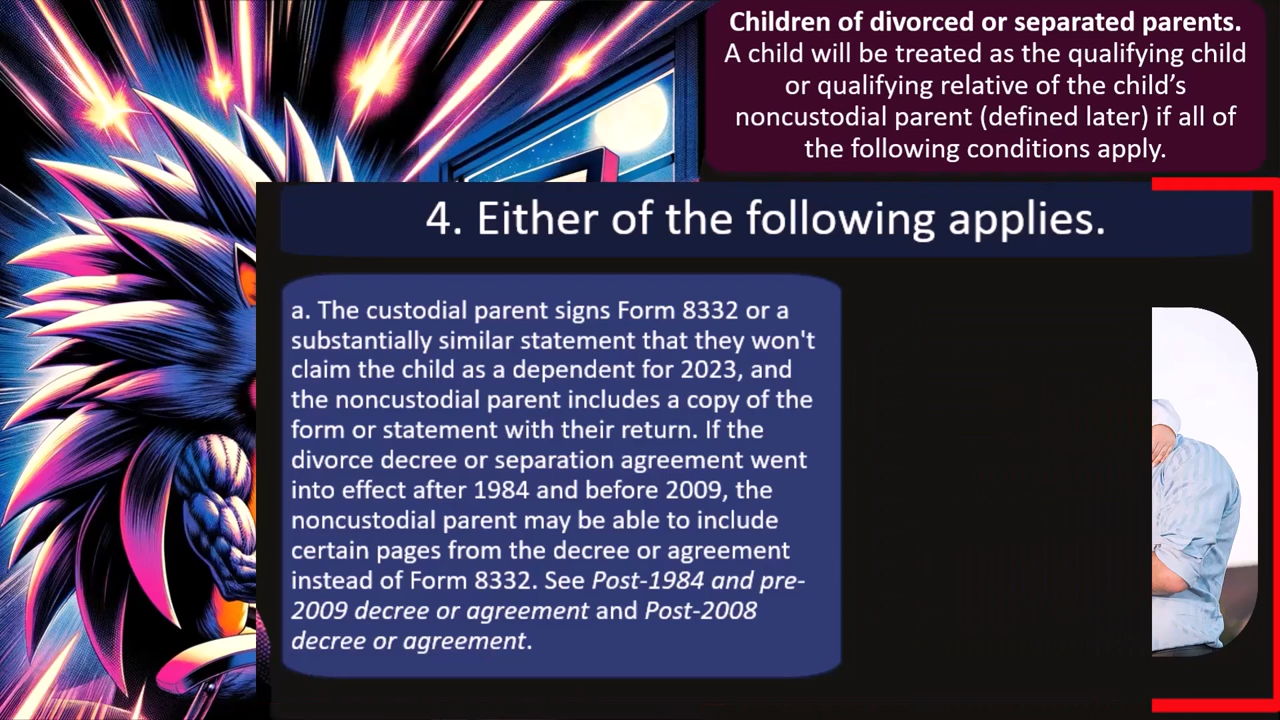 Children of divorced or separated parents.
A child will be treated as the qualifying child
or qualifying relative of the child’s
noncustodial parent (defined later) if all of
the following conditions apply.
4. Either of the following applies.
a. The custodial parent signs Form 8332 or a
substantially similar statement that they won't
claim the child as a dependent for 2023, and
the noncustodial parent includes a copy of the
form or statement with their return. If the
divorce decree or separation agreement went
into effect after 1984 and before 2009, the
noncustodial parent may be able to include
certain pages from the decree or agreement
instead of Form 8332. See Post-1984 and pre-
2009 decree or agreement and Post-2008
decree or agreement.